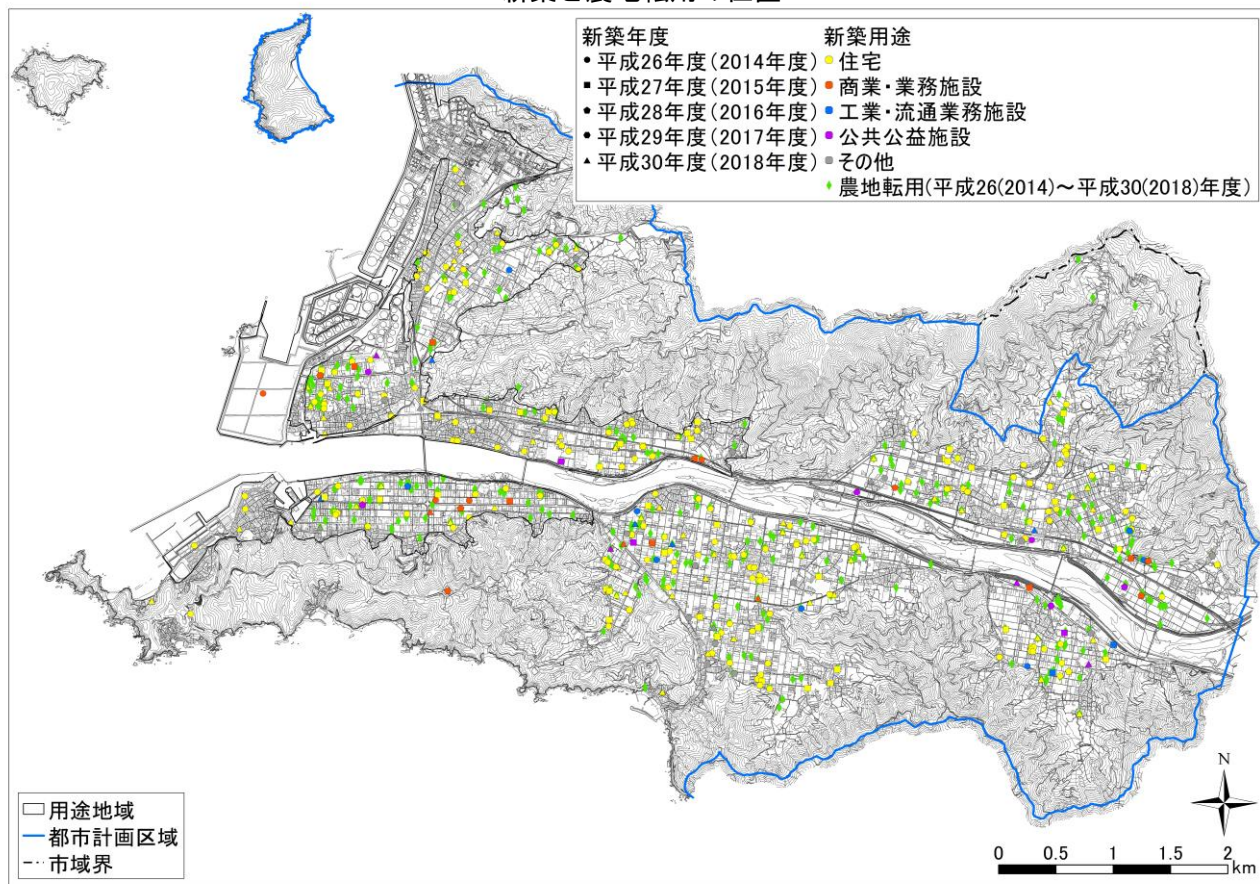 新築年度
● 平成26年度(2014年度)
■ 平成27年度(2015年度)
平成28年度(2016年度)
平成29年度(2017年度)
▲ 平成30年度(2018年度)
新築用途
住宅
商業・業務施設
工業・流通業務施設
公共公益施設
その他
農地転用(平成26(2014)～平成30(2018)年度)
用途地域
都市計画区域
市域界
N
0 0.5 1 1.5 2
km